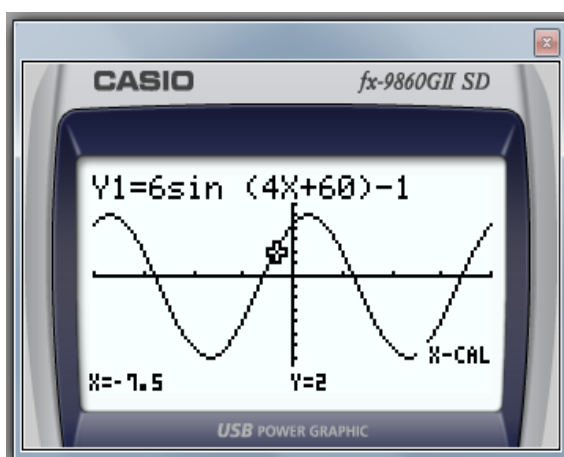 CASIO fx-9860GII SD
Y1=6sin (4X+60)-1
X-CAL
X=-7.5 Y=2
USB POWER GRAPHIC